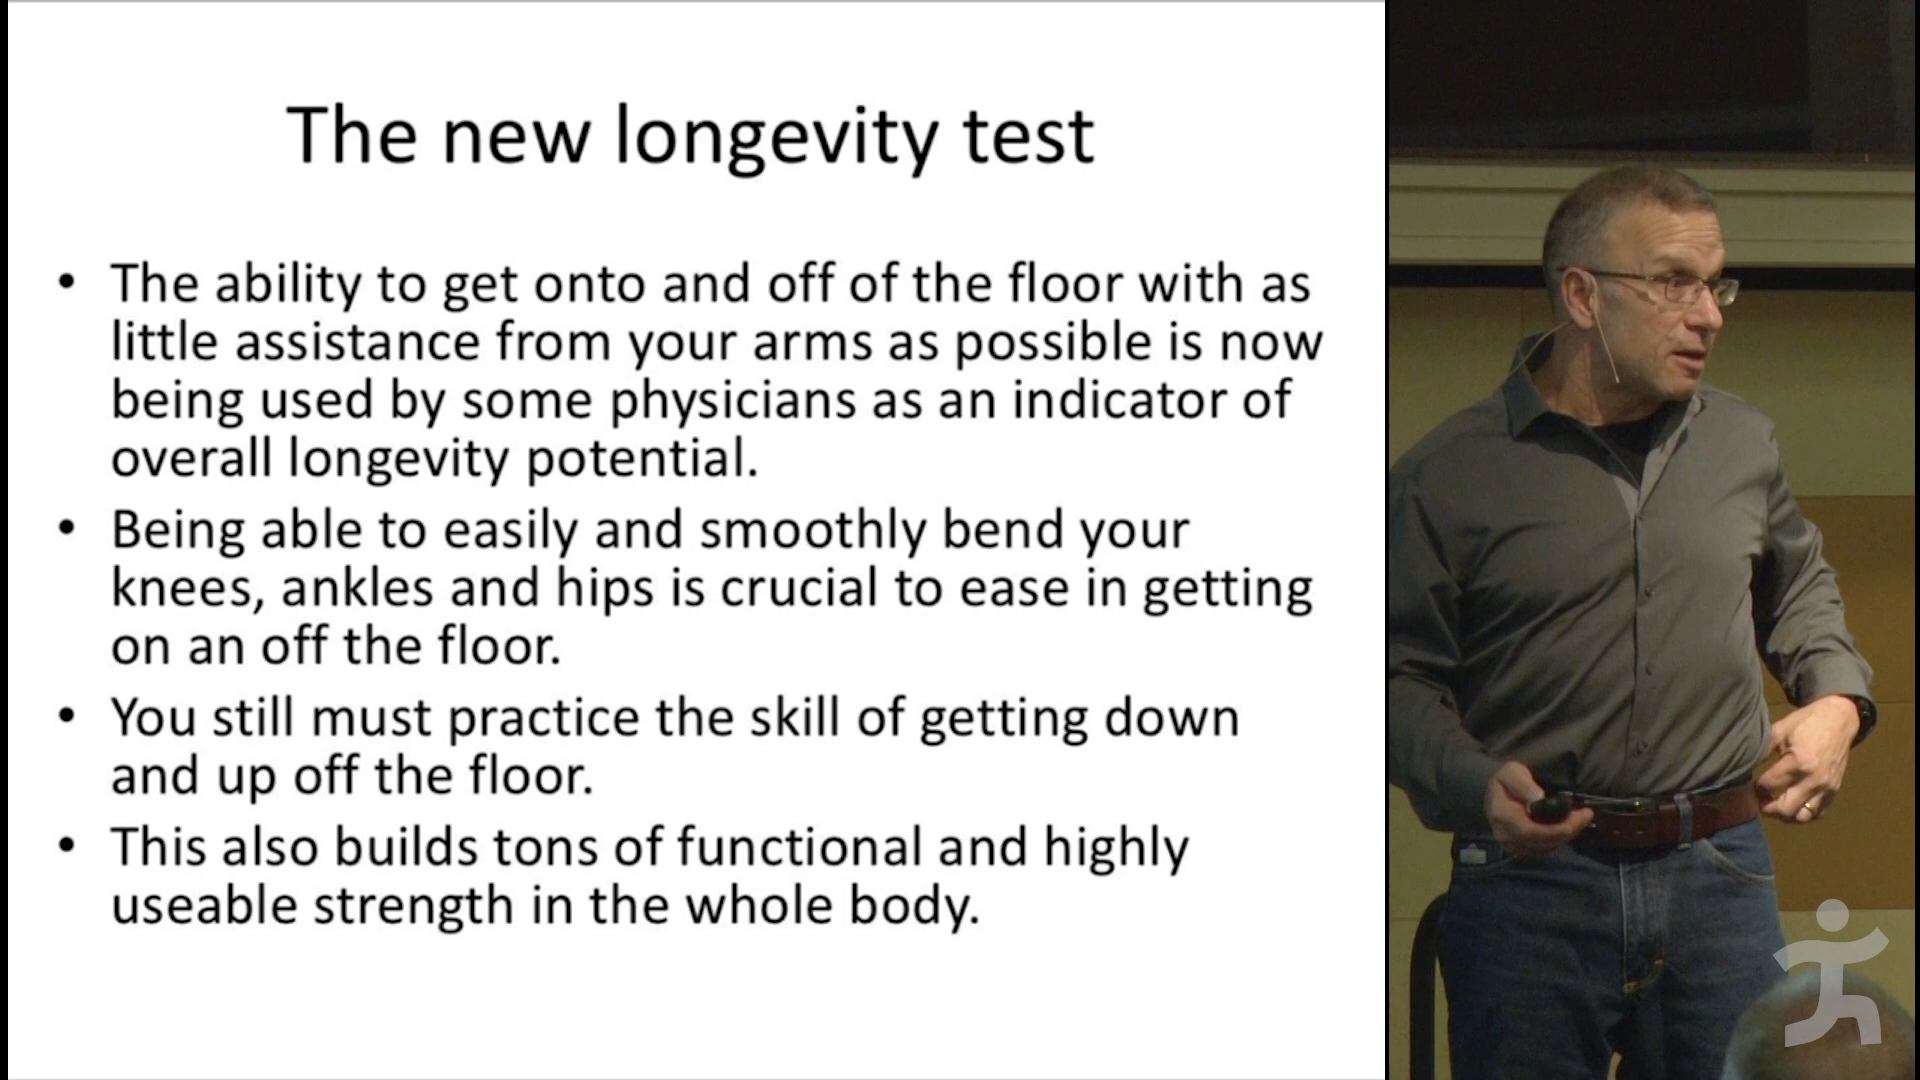 The new longevity test
• The ability to get onto and off of the floor with as
little assistance from your arms as possible is now
being used by some physicians as an indicator of
overall longevity potential.
• Being able to easily and smoothly bend your
knees, ankles and hips is crucial to ease in getting
on an off the floor.
• You still must practice the skill of getting down
and up off the floor.
• This also builds tons of functional and highly
useable strength in the whole body.